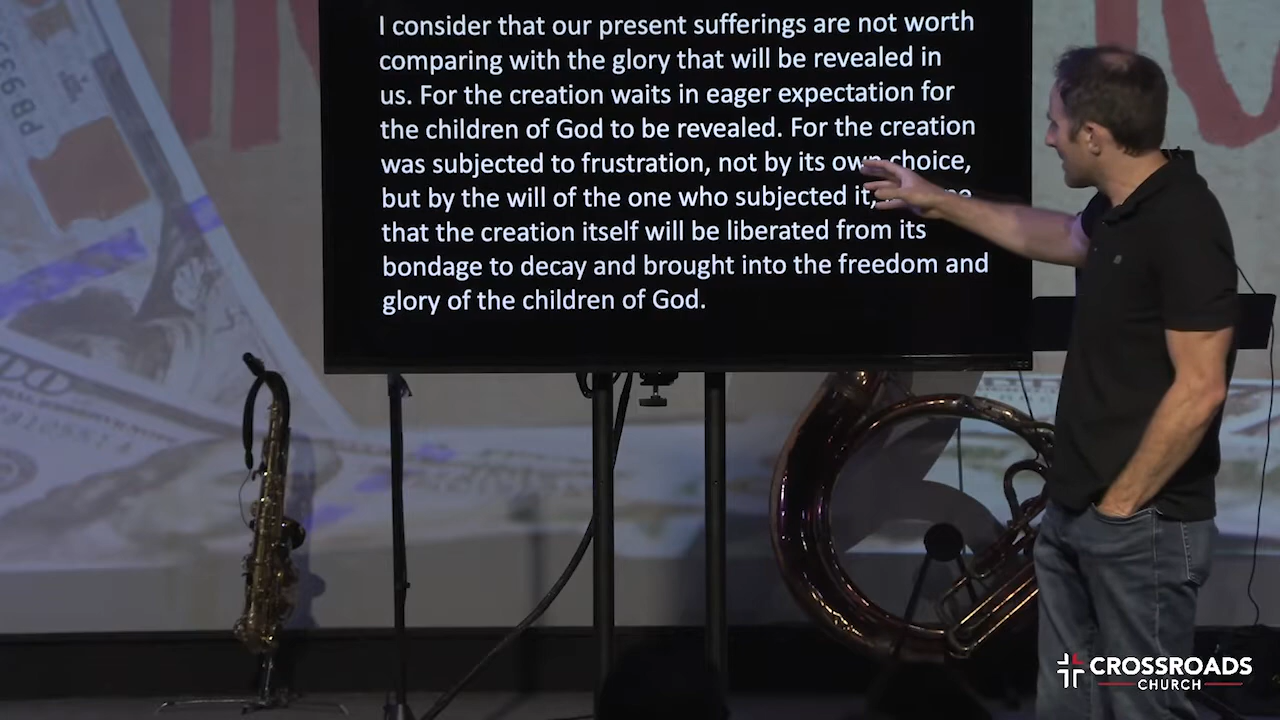 I consider that our present sufferings are not worth
comparing with the glory that will be revealed in
us. For the creation waits in eager expectation for
the children of God to be revealed. For the creation
was subjected to frustration, not by its own choice,
but by the will of the one who subjected it,
that the creation itself will be liberated from its
bondage to decay and brought into the freedom and
glory of the children of God.
CROSSROADS
CHURCH